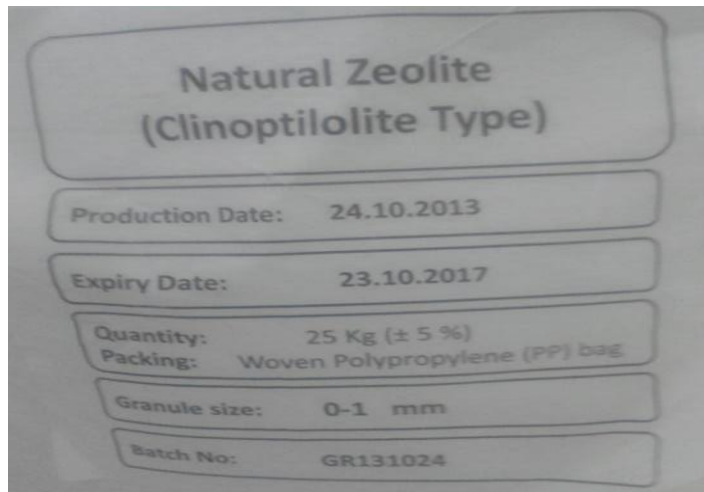 Natural Zeolite
(Clinoptilolite Type)
Production Date: 24.10.2013
Expiry Date: 23.10.2017
Quantity: 25 Kg (± 5 %)
Packing: Woven Polypropylene (PP) bag
Granule size: 0-1 mm
Batch No: GR131024